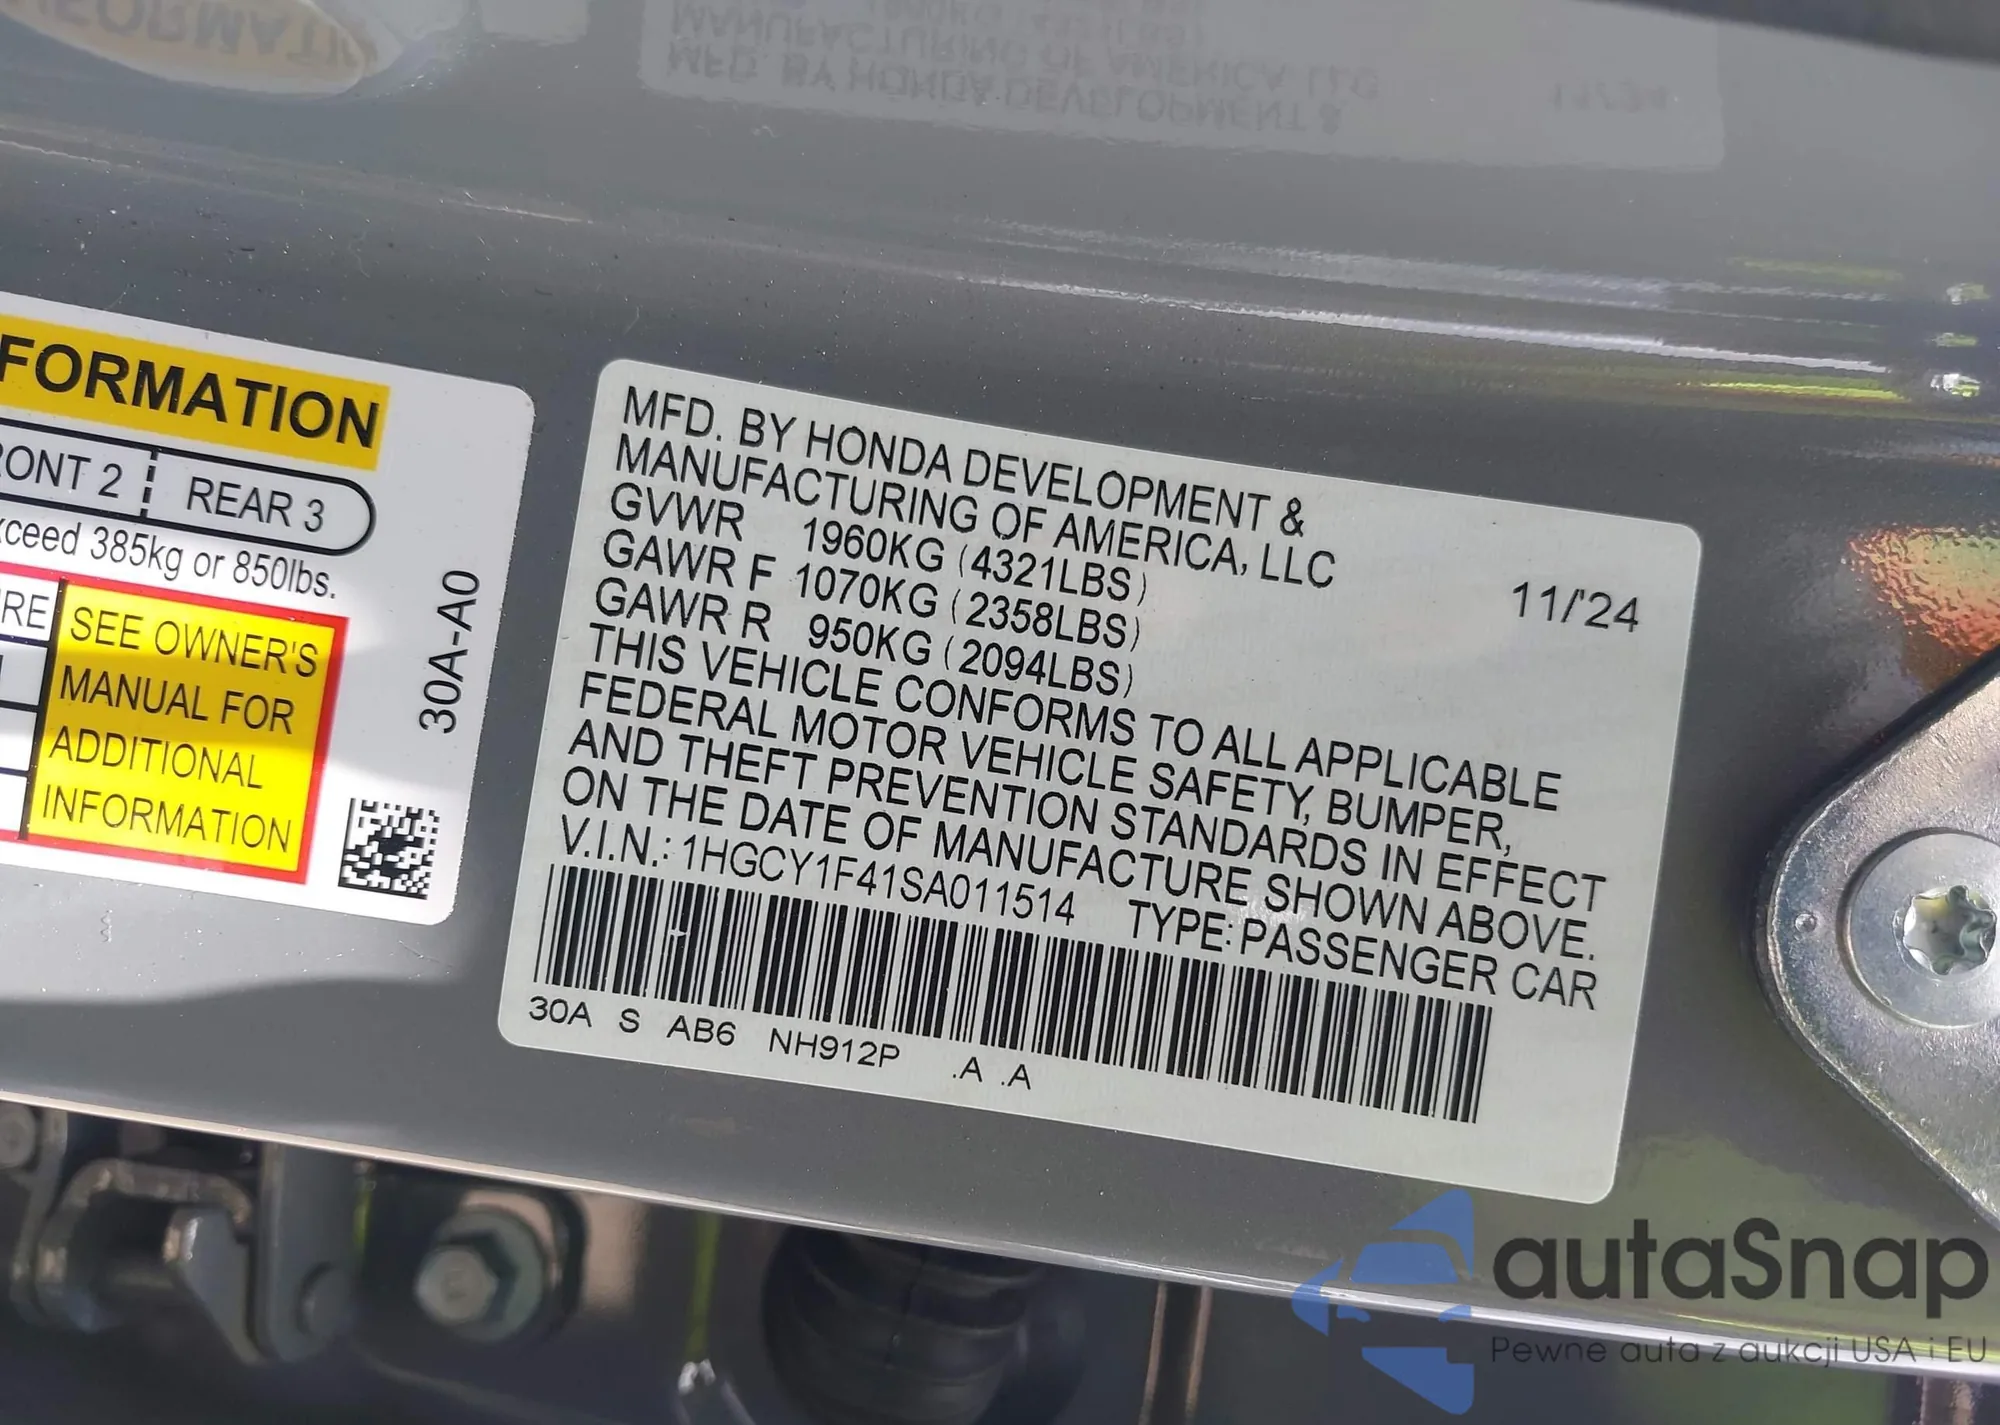 FORMATION
RONT 2
REAR 3
xceed 385kg or 850lbs.
IRE
SEE OWNER'S
MANUAL FOR
ADDITIONAL
INFORMATION
30A-A0
MFD. BY HONDA DEVELOPMENT &
MANUFACTURING OF AMERICA, LLC
GVWR 1960KG (4321LBS) 11/'24
GAWR F 1070KG (2358LBS)
GAWR R 950KG (2094LBS)
THIS VEHICLE CONFORMS TO ALL APPLICABLE
FEDERAL MOTOR VEHICLE SAFETY, BUMPER,
AND THEFT PREVENTION STANDARDS IN EFFECT
ON THE DATE OF MANUFACTURE SHOWN ABOVE.
V.I.N.: 1HGCY1F41SA011514 TYPE: PASSENGER CAR
30A S AB6 NH912P .A .A
autaSnap
Pewne auta z aukcji USA i EU